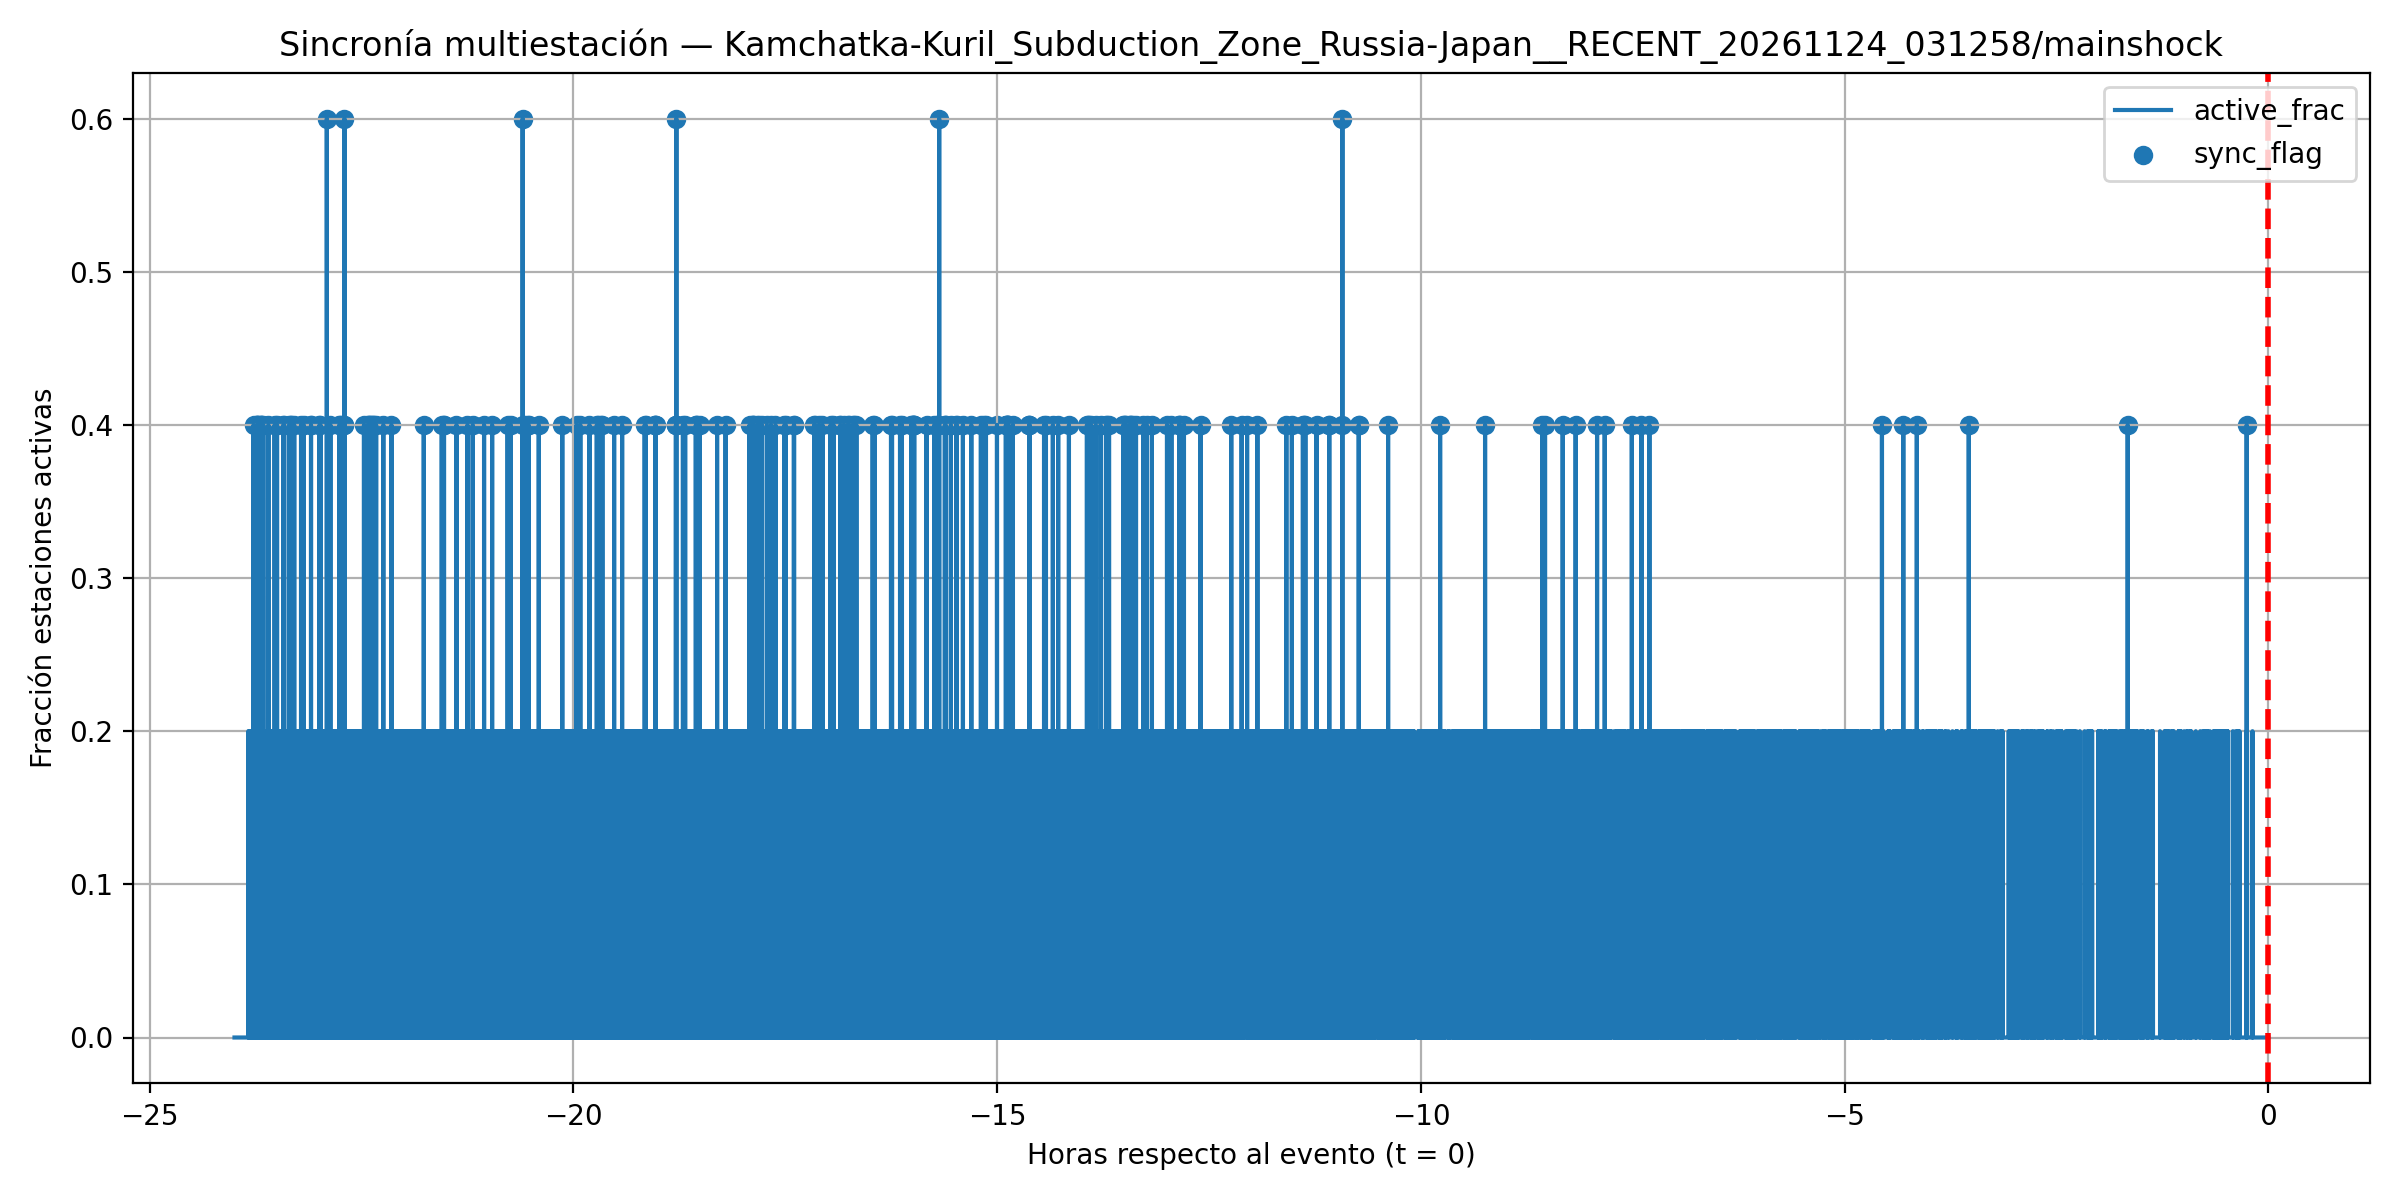 Sincronía multiestación — Kamchatka-Kuril_Subduction_Zone_Russia-Japan__RECENT_20261124_031258/mainshock
active_frac
sync_flag
Fracción estaciones activas
0.6
0.5
0.4
0.3
0.2
0.1
0.0
−25 −20 −15 −10 −5 0
Horas respecto al evento (t = 0)